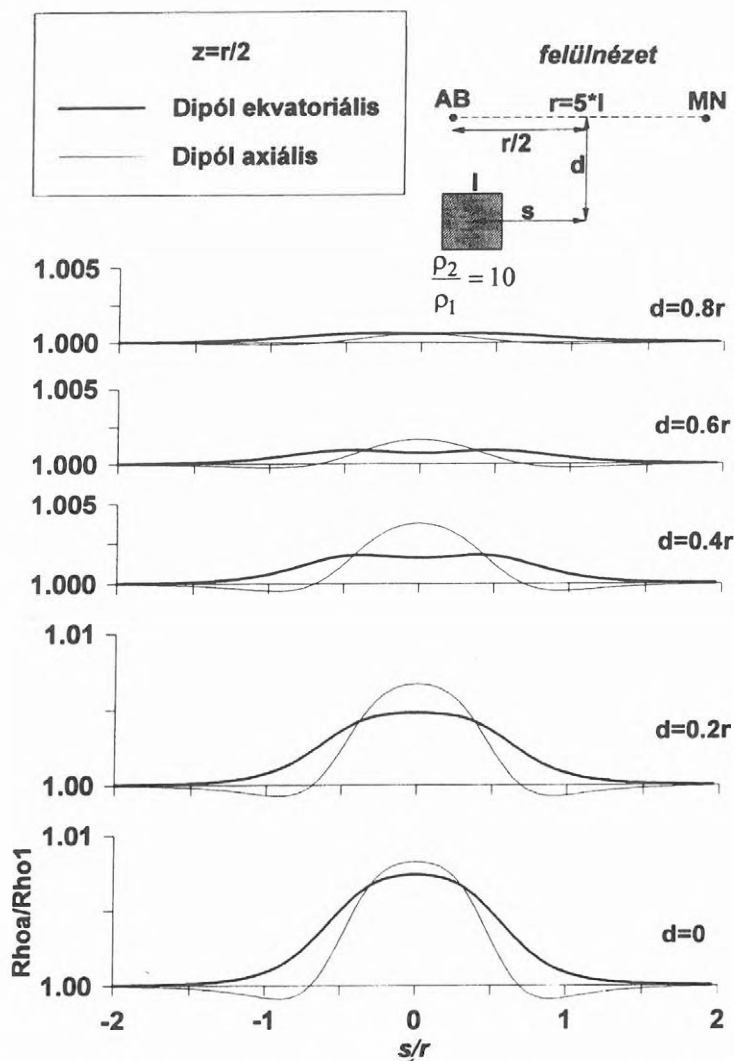 z=r/2
Dipól ekvatoriális
Dipól axiális
felülnézet
AB
r=5*l
MN
r/2
d
l
s
ρ2/ρ1 = 10
1.005
1.000
d=0.8r
1.005
1.000
d=0.6r
1.005
1.000
d=0.4r
1.01
1.00
d=0.2r
1.01
1.00
d=0
Rhoa/Rho1
-2 -1 0 1 2
s/r